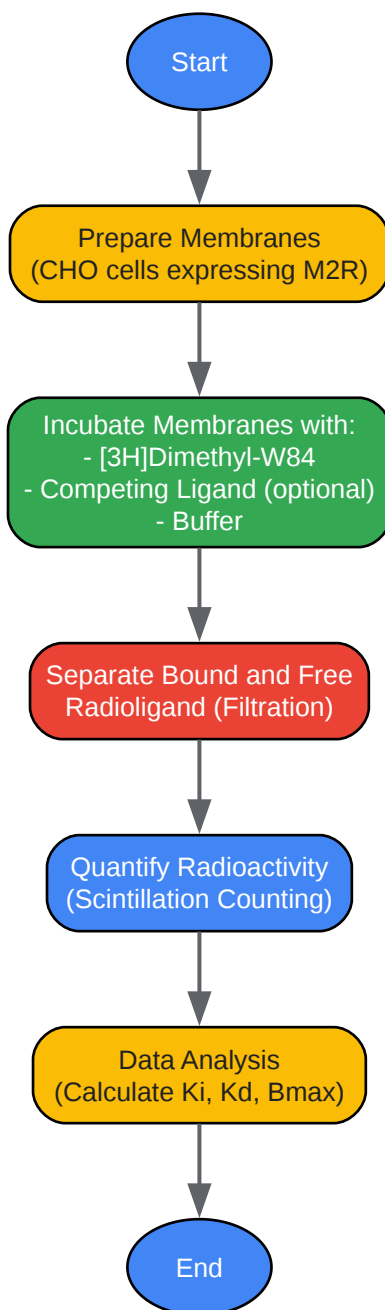 Start
Prepare Membranes
(CHO cells expressing M2R)
Incubate Membranes with:
- [3H]Dimethyl-W84
- Competing Ligand (optional)
- Buffer
Separate Bound and Free
Radioligand (Filtration)
Quantify Radioactivity
(Scintillation Counting)
Data Analysis
(Calculate Ki, Kd, Bmax)
End